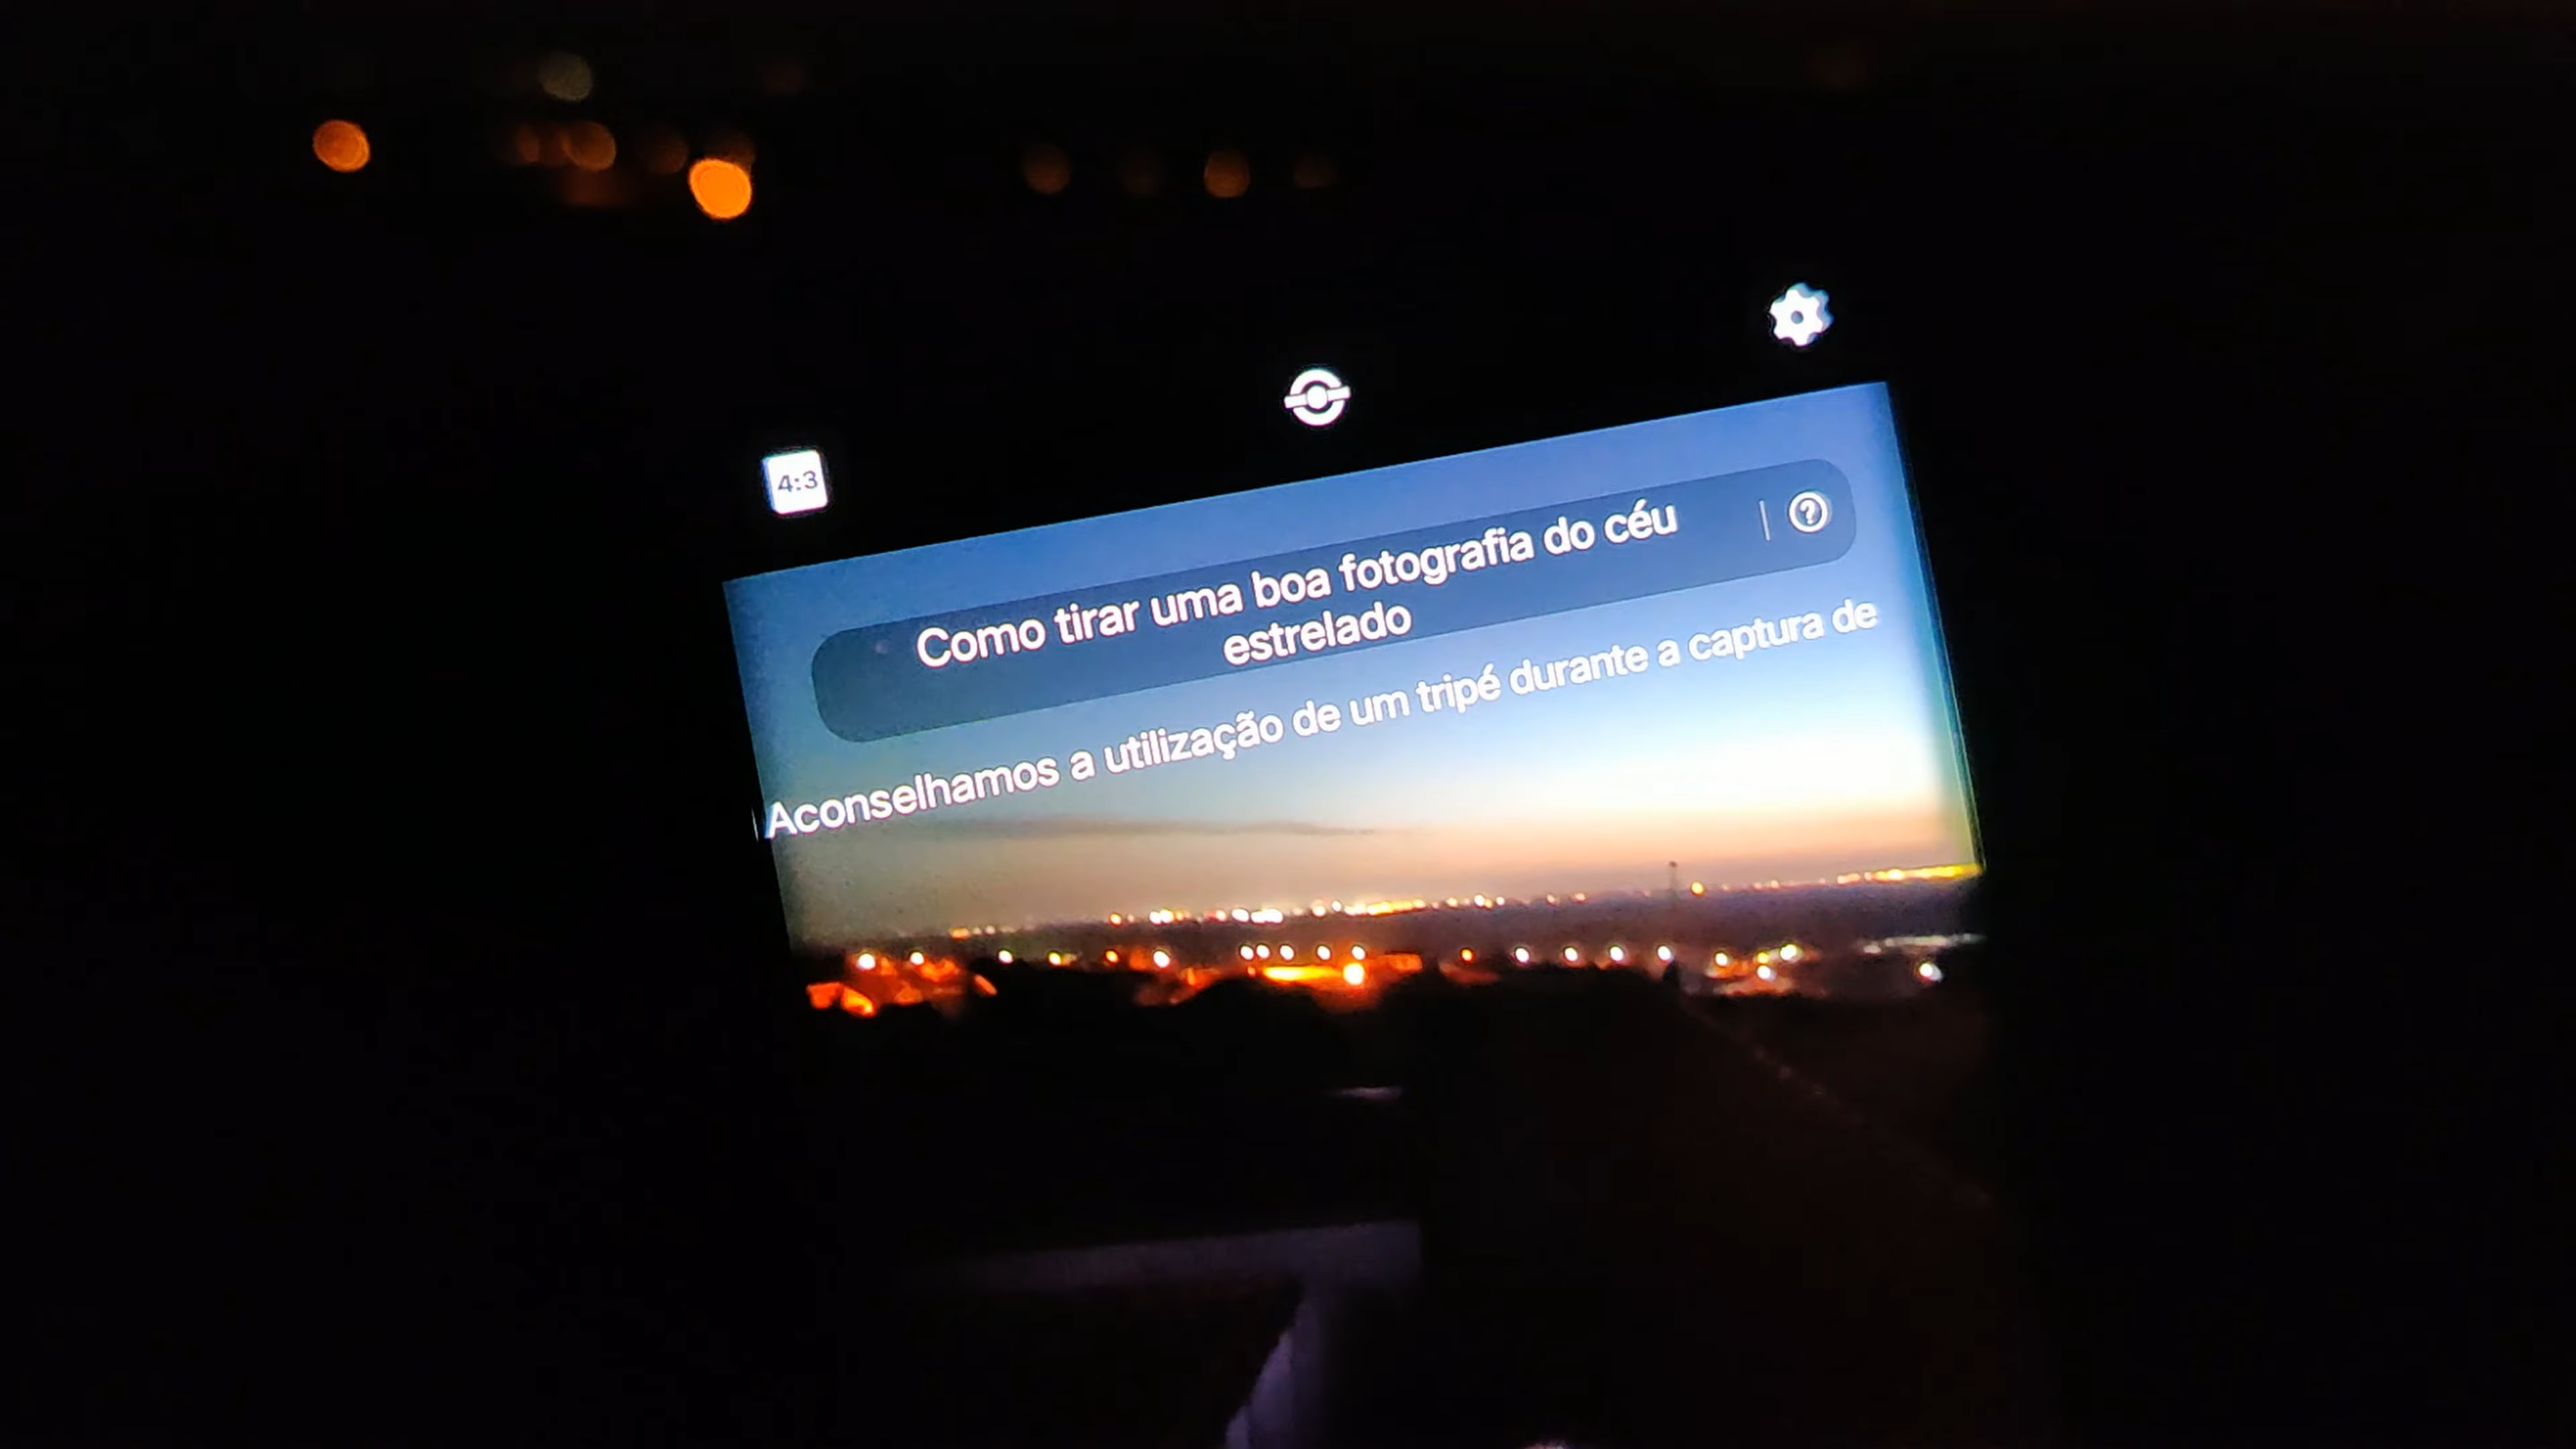 4:3
Como tirar uma boa fotografia do céu
estrelado
Aconselhamos a utilização de um tripé durante a captura de